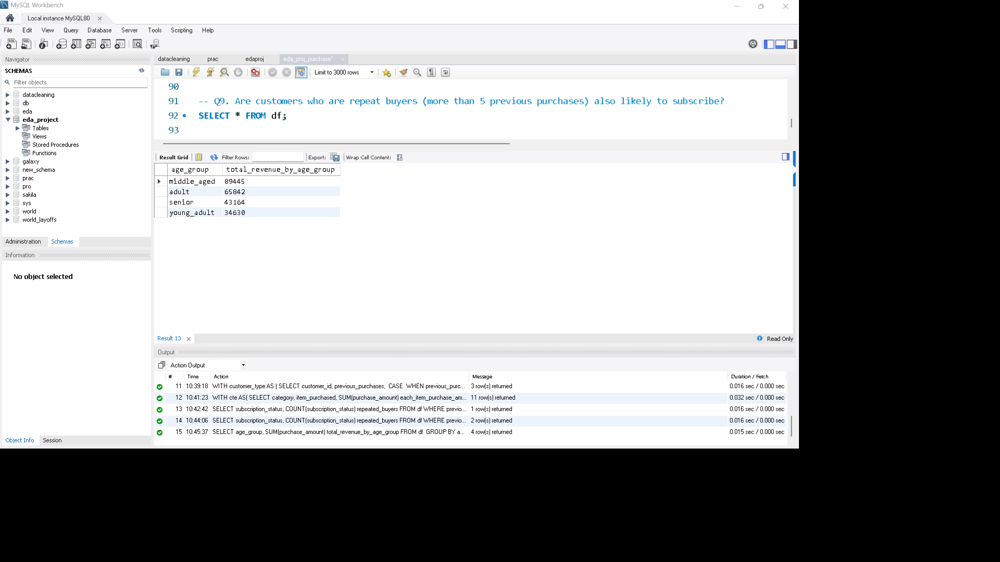 MySQL Workbench
Local instance MySQL80
File Edit View Query Database Server Tools Scripting Help
Navigator
SCHEMAS
Filter objects
datacleaning
db
eda
eda_project
Tables
Views
Stored Procedures
Functions
galaxy
new_schema
prac
pro
sakila
sys
world
world_layoffs
Administration Schemas
Information
No object selected
Object Info Session
datacleaning prac edaproj eda_proj_purchase*
Limit to 3000 rows
90
91 -- Q9. Are customers who are repeat buyers (more than 5 previous purchases) also likely to subscribe?
92 SELECT * FROM df;
93
Result Grid Filter Rows: Export: Wrap Cell Content:
age_group total_revenue_by_age_group
middle_aged 89445
adult 65842
senior 43164
young_adult 34630
Result 13 Read Only
Output
Action Output
# Time Action Message Duration / Fetch
11 10:39:18 WITH customer_type AS ( SELECT customer_id, previous_purchases, CASE WHEN previous_purc... 3 row(s) returned 0.016 sec / 0.000 sec
12 10:41:23 WITH cte AS( SELECT category, item_purchased, SUM(purchase_amount) each_item_purchase_am... 11 row(s) returned 0.032 sec / 0.000 sec
13 10:42:42 SELECT subscription_status, COUNT(subscription_status) repeated_buyers FROM df WHERE previo... 1 row(s) returned 0.016 sec / 0.000 sec
14 10:44:06 SELECT subscription_status, COUNT(subscription_status) repeated_buyers FROM df WHERE previo... 2 row(s) returned 0.016 sec / 0.000 sec
15 10:45:37 SELECT age_group, SUM(purchase_amount) total_revenue_by_age_group FROM df GROUP BY a... 4 row(s) returned 0.015 sec / 0.000 sec